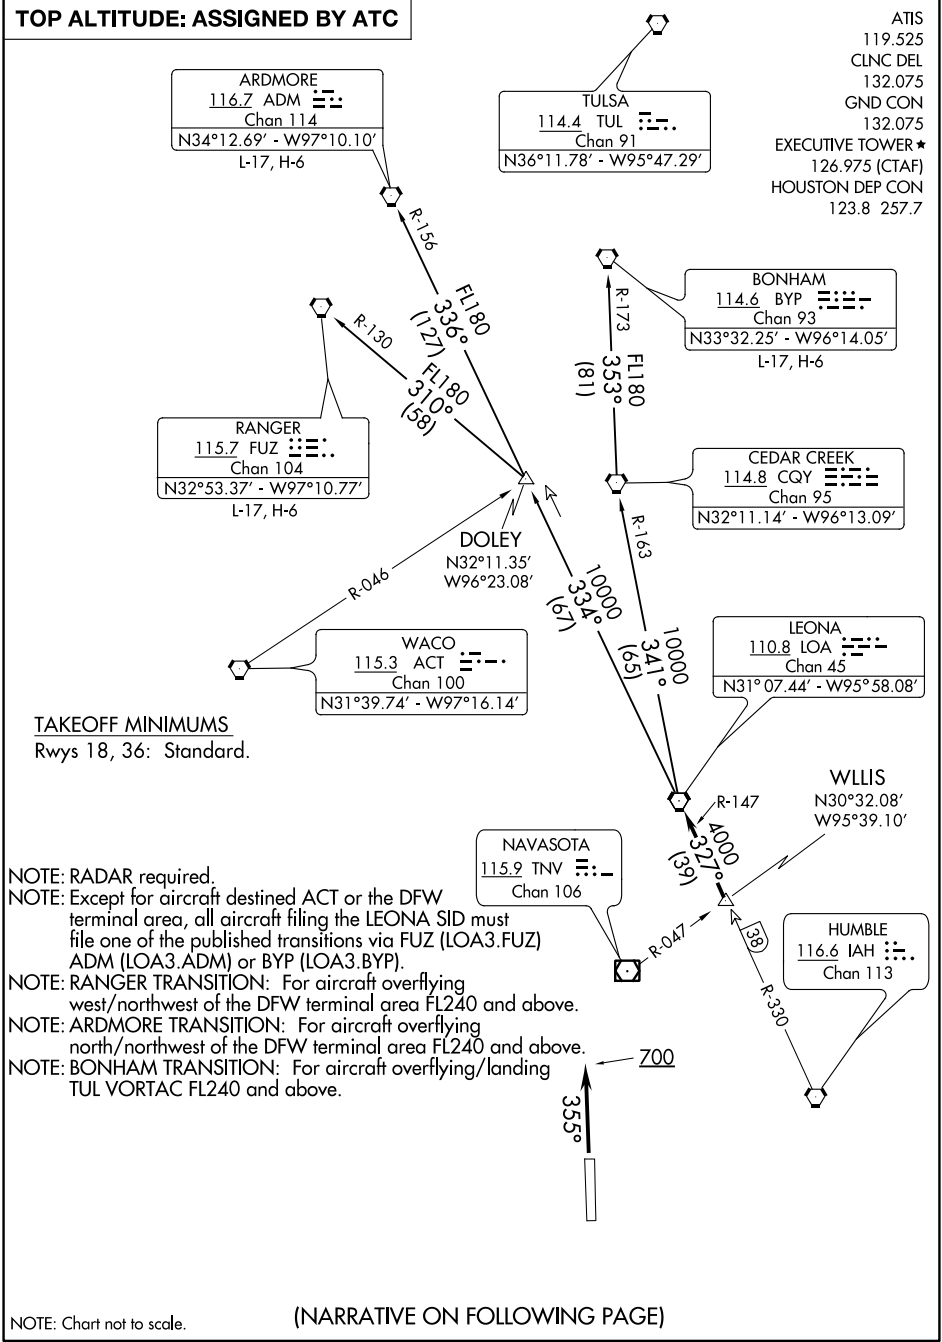 TOP ALTITUDE: ASSIGNED BY ATC
ATIS
119.525
CLNC DEL
132.075
GND CON
132.075
EXECUTIVE TOWER★
126.975 (CTAF)
HOUSTON DEP CON
123.8 257.7
ARDMORE
116.7 ADM
Chan 114
N34°12.69′ - W97°10.10′
L-17, H-6
TULSA
114.4 TUL
Chan 91
N36°11.78′ - W95°47.29′
R-156
FL180
336°
(127)
BONHAM
114.6 BYP
Chan 93
N33°32.25′ - W96°14.05′
L-17, H-6
R-173
FL180
353°
(81)
R-130
FL180
310°
(58)
RANGER
115.7 FUZ
Chan 104
N32°53.37′ - W97°10.77′
L-17, H-6
CEDAR CREEK
114.8 CQY
Chan 95
N32°11.14′ - W96°13.09′
R-163
DOLEY
N32°11.35′
W96°23.08′
R-046
10000
334°
(67)
10000
341°
(65)
WACO
115.3 ACT
Chan 100
N31°39.74′ - W97°16.14′
LEONA
110.8 LOA
Chan 45
N31°07.44′ - W95°58.08′
TAKEOFF MINIMUMS
Rwys 18, 36: Standard.
WLLIS
N30°32.08′
W95°39.10′
R-147
4000
327°
(39)
NAVASOTA
115.9 TNV
Chan 106
R-047
38
R-330
HUMBLE
116.6 IAH
Chan 113
NOTE: RADAR required.
NOTE: Except for aircraft destined ACT or the DFW
terminal area, all aircraft filing the LEONA SID must
file one of the published transitions via FUZ (LOA3.FUZ)
ADM (LOA3.ADM) or BYP (LOA3.BYP).
NOTE: RANGER TRANSITION: For aircraft overflying
west/northwest of the DFW terminal area FL240 and above.
NOTE: ARDMORE TRANSITION: For aircraft overflying
north/northwest of the DFW terminal area FL240 and above.
NOTE: BONHAM TRANSITION: For aircraft overflying/landing
TUL VORTAC FL240 and above.
700
355°
NOTE: Chart not to scale.
(NARRATIVE ON FOLLOWING PAGE)